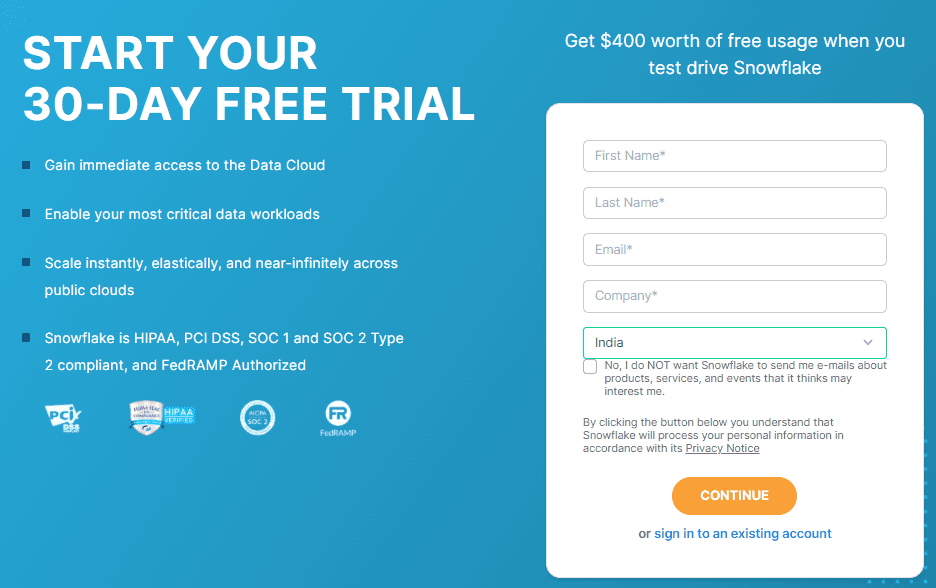 START YOUR
30-DAY FREE TRIAL
Gain immediate access to the Data Cloud
Enable your most critical data workloads
Scale instantly, elastically, and near-infinitely across
public clouds
Snowflake is HIPAA, PCI DSS, SOC 1 and SOC 2 Type
2 compliant, and FedRAMP Authorized
PCI
DSS
HIPAA
VERIFIED
AICPA
SOC 2
FR
FedRAMP
Get $400 worth of free usage when you
test drive Snowflake
First Name*
Last Name*
Email*
Company*
India
No, I do NOT want Snowflake to send me e-mails about
products, services, and events that it thinks may
interest me.
By clicking the button below you understand that
Snowflake will process your personal information in
accordance with its Privacy Notice
CONTINUE
or sign in to an existing account